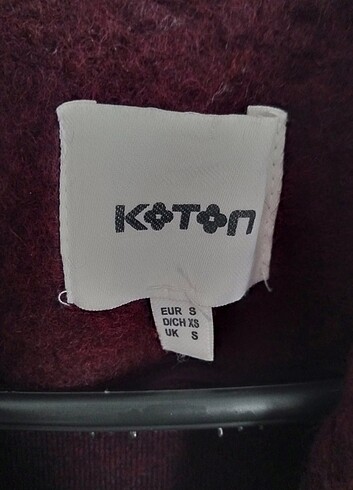 KOTON
EUR S
D/CH XS
UK S